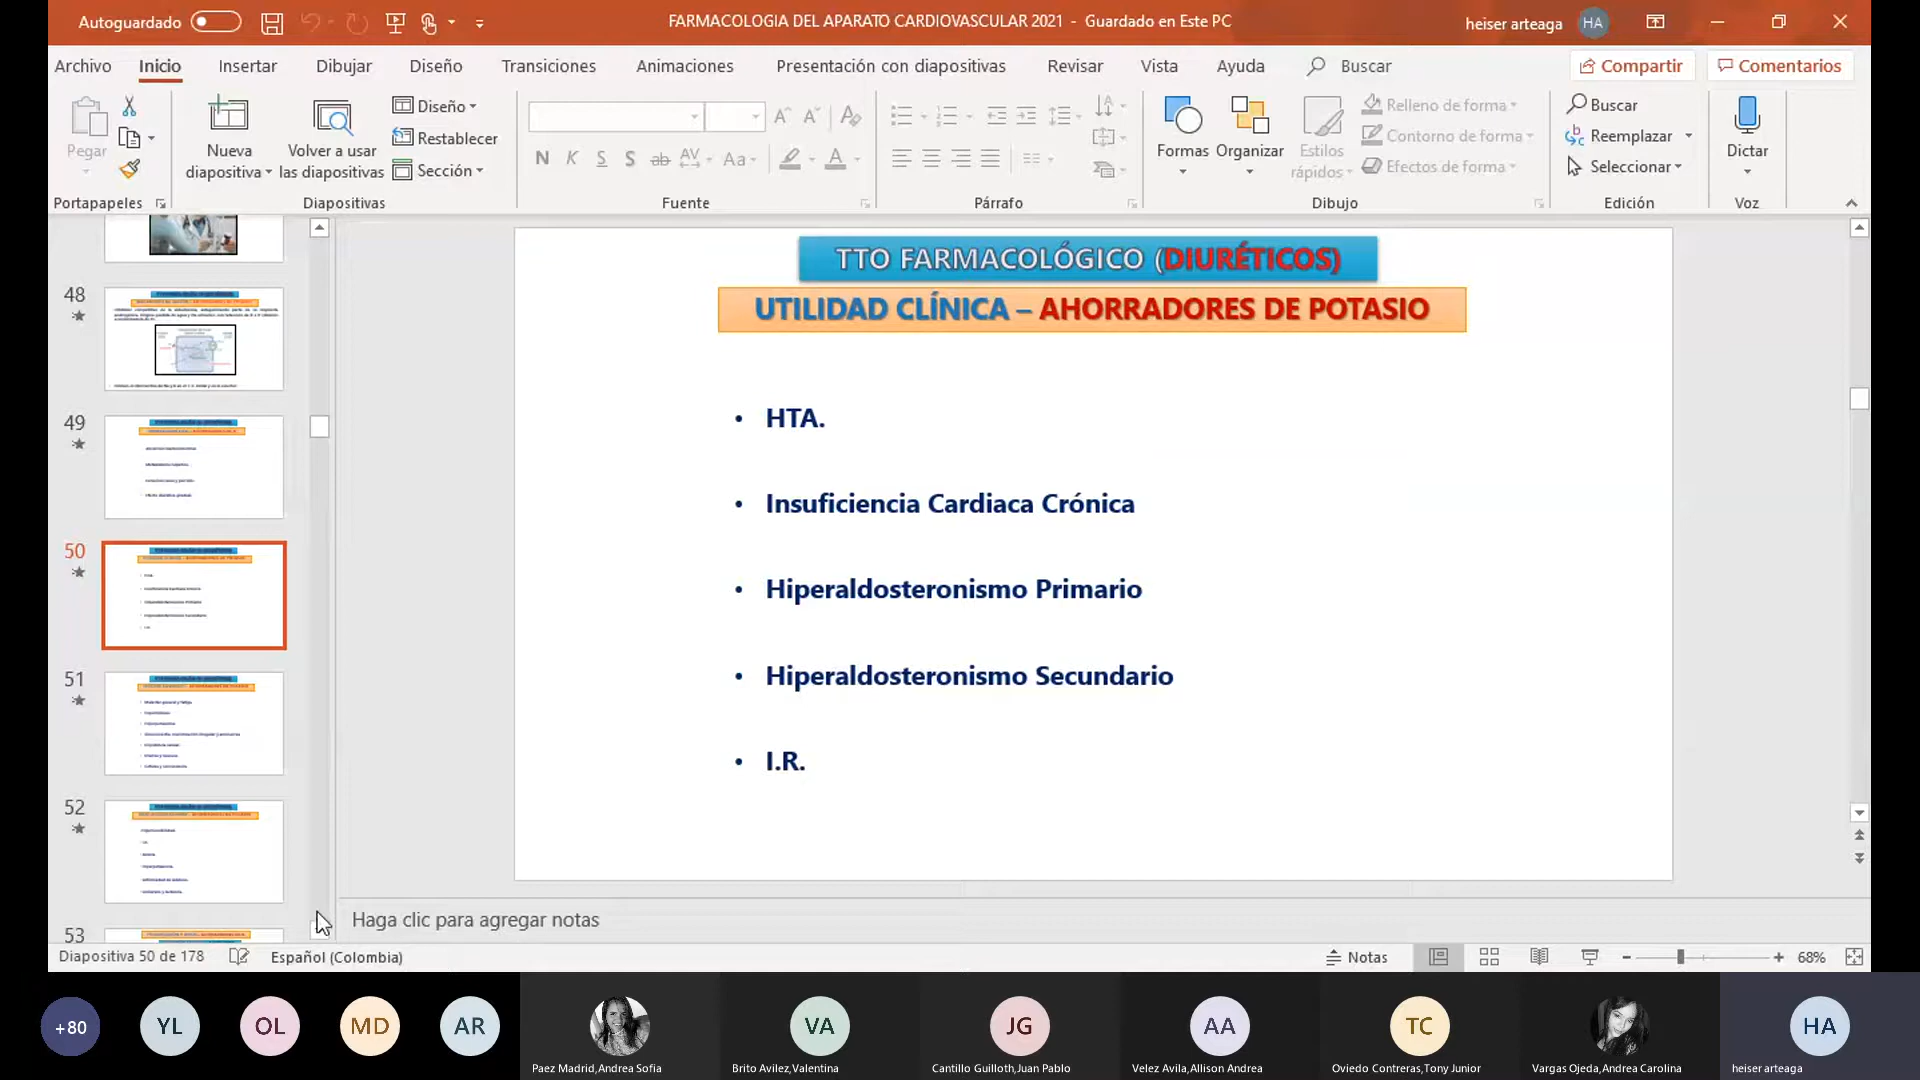 Autoguardado
FARMACOLOGIA DEL APARATO CARDIOVASCULAR 2021 - Guardado en Este PC
heiser arteaga HA
Archivo Inicio Insertar Dibujar Diseño Transiciones Animaciones Presentación con diapositivas Revisar Vista Ayuda Buscar Compartir Comentarios
Pegar
Nueva diapositiva
Volver a usar las diapositivas
Diseño
Restablecer
Sección
N K S S ab AV Aa A
Formas Organizar Estilos rápidos
Relleno de forma
Contorno de forma
Efectos de forma
Buscar
Reemplazar
Seleccionar
Dictar
Portapapeles Diapositivas Fuente Párrafo Dibujo Edición Voz
48
49
50
51
52
53
TTO FARMACOLÓGICO (DIURÉTICOS)
UTILIDAD CLÍNICA – AHORRADORES DE POTASIO
• HTA.
• Insuficiencia Cardiaca Crónica
• Hiperaldosteronismo Primario
• Hiperaldosteronismo Secundario
• I.R.
Haga clic para agregar notas
Diapositiva 50 de 178 Español (Colombia) Notas 68%
+80 YL OL MD AR VA JG AA TC HA
Paez Madrid,Andrea Sofia Brito Avilez,Valentina Cantillo Guilloth,Juan Pablo Velez Avila,Allison Andrea Oviedo Contreras,Tony Junior Vargas Ojeda,Andrea Carolina heiser arteaga